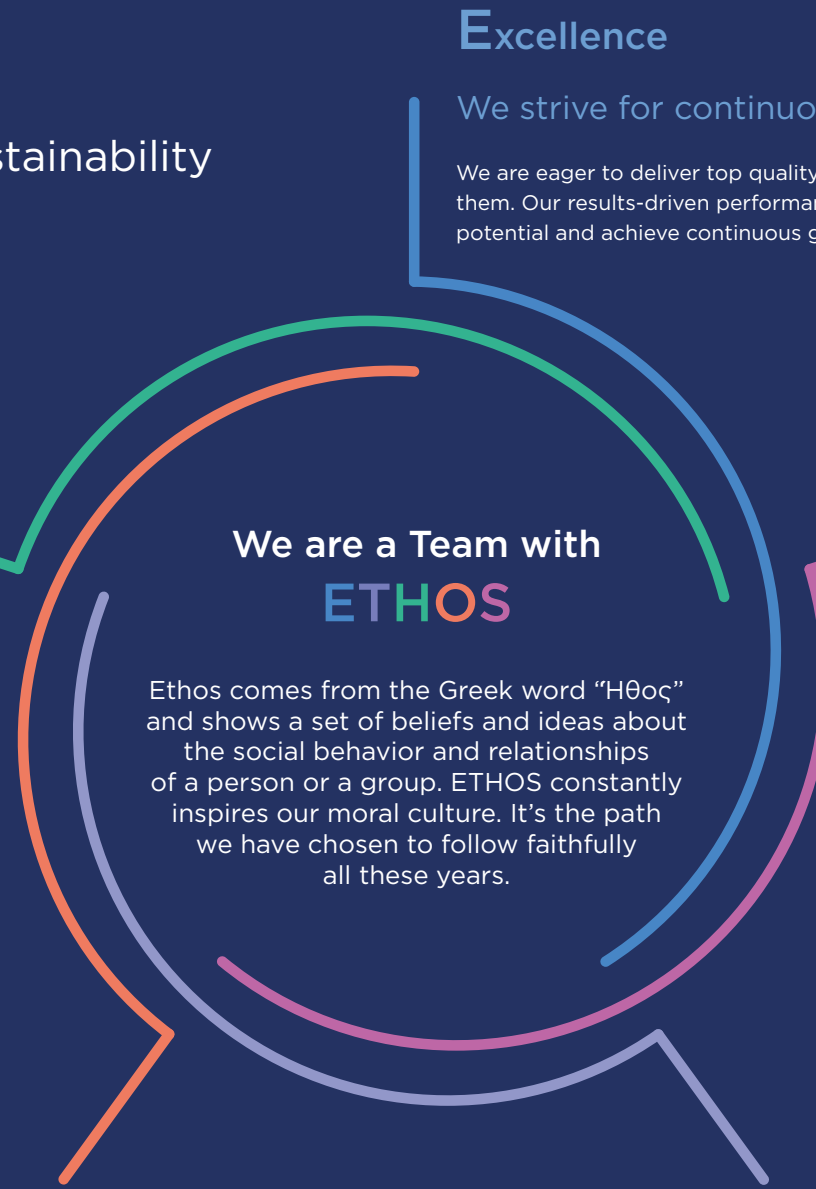 Excellence
We strive for continuo
stainability
We are eager to deliver top quality
them. Our results-driven performan
potential and achieve continuous g
We are a Team with
ETHOS
Ethos comes from the Greek word “Ήθος”
and shows a set of beliefs and ideas about
the social behavior and relationships
of a person or a group. ETHOS constantly
inspires our moral culture. It’s the path
we have chosen to follow faithfully
all these years.